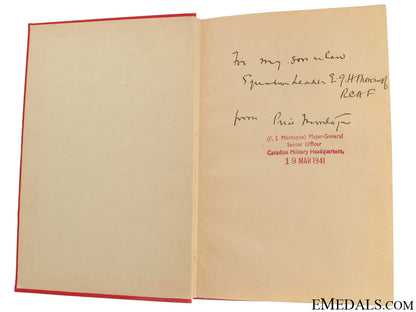 For my son in law
Squadron Leader E.G.H
RCAF
from Price Montague
(P. J. Montague) Major-General
Senior Officer
Canadian Military Headquarters.
19 MAR 1941
EMEDALS.COM